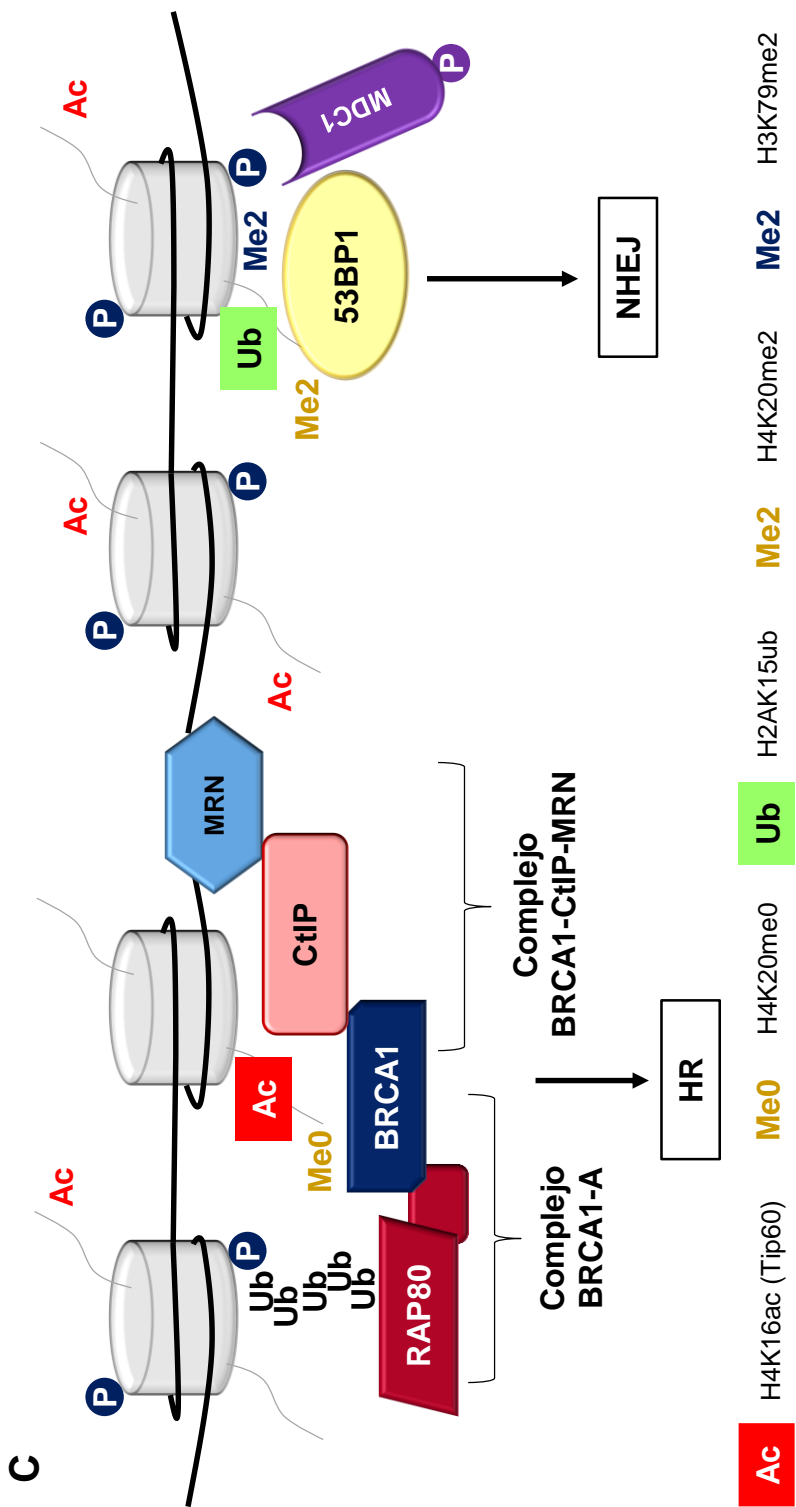 C
Ac
Ac
Ac
P
P
P
MRN
P
P
P
Ac
Ac
Ub
Me2
MDC1
P
Ub
Ub
Ub
Ub
Ub
Me0
CtIP
Me2
53BP1
RAP80
BRCA1
Complejo
BRCA1-A
Complejo
BRCA1-CtIP-MRN
HR
NHEJ
Ac H4K16ac (Tip60) Me0 H4K20me0 Ub H2AK15ub Me2 H4K20me2 Me2 H3K79me2